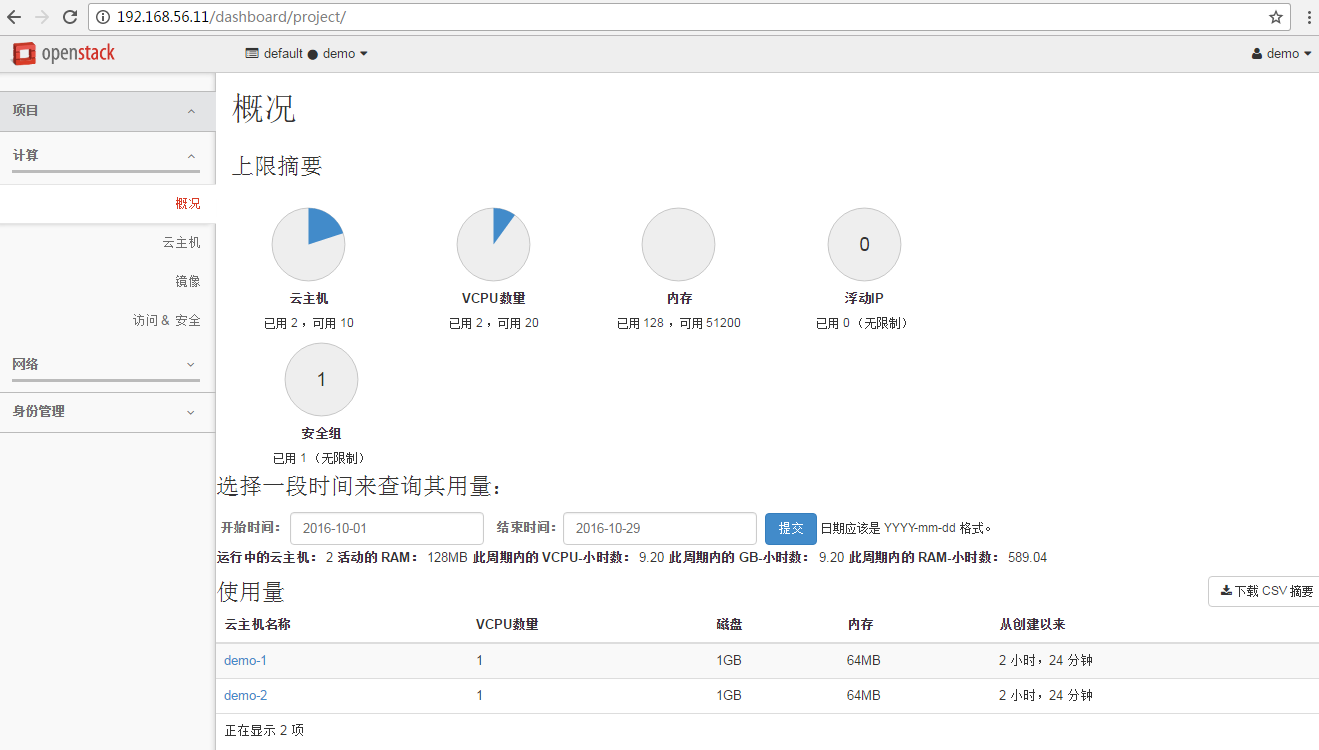 192.168.56.11/dashboard/project/
openstack
default ● demo
demo
项目
计算
概况
云主机
镜像
访问 & 安全
网络
身份管理
概况
上限摘要
云主机
已用 2 ，可用 10
VCPU数量
已用 2 ，可用 20
内存
已用 128 ，可用 51200
0
浮动IP
已用 0 （无限制）
1
安全组
已用 1 （无限制）
选择一段时间来查询其用量：
开始时间： 2016-10-01 结束时间： 2016-10-29 提交 日期应该是 YYYY-mm-dd 格式。
运行中的云主机： 2 活动的 RAM： 128MB 此周期内的 VCPU-小时数： 9.20 此周期内的 GB-小时数： 9.20 此周期内的 RAM-小时数： 589.04
使用量
下载 CSV 摘要
云主机名称 VCPU数量 磁盘 内存 从创建以来
demo-1 1 1GB 64MB 2 小时，24 分钟
demo-2 1 1GB 64MB 2 小时，24 分钟
正在显示 2 项